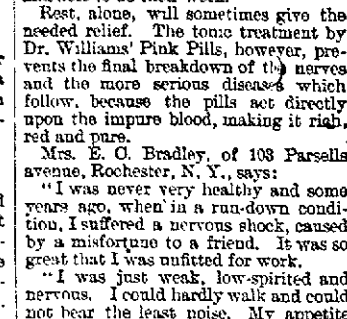 Rest, alone, will sometimes give the
needed relief. The tonic treatment by
Dr. Williams' Pink Pills, however, pre-
vents the final breakdown of the nerves
and the more serious diseases which
follow, because the pills act directly
upon the impure blood, making it rich,
red and pure.
Mrs. E. C. Bradley, of 103 Parsells
avenue, Rochester, N. Y., says:
"I was never very healthy and some
years ago, when in a run-down condi-
tion, I suffered a nervous shock, caused
by a misfortune to a friend. It was so
great that I was unfitted for work.
"I was just weak, low-spirited and
nervous. I could hardly walk and could
not bear the least noise. My appetite